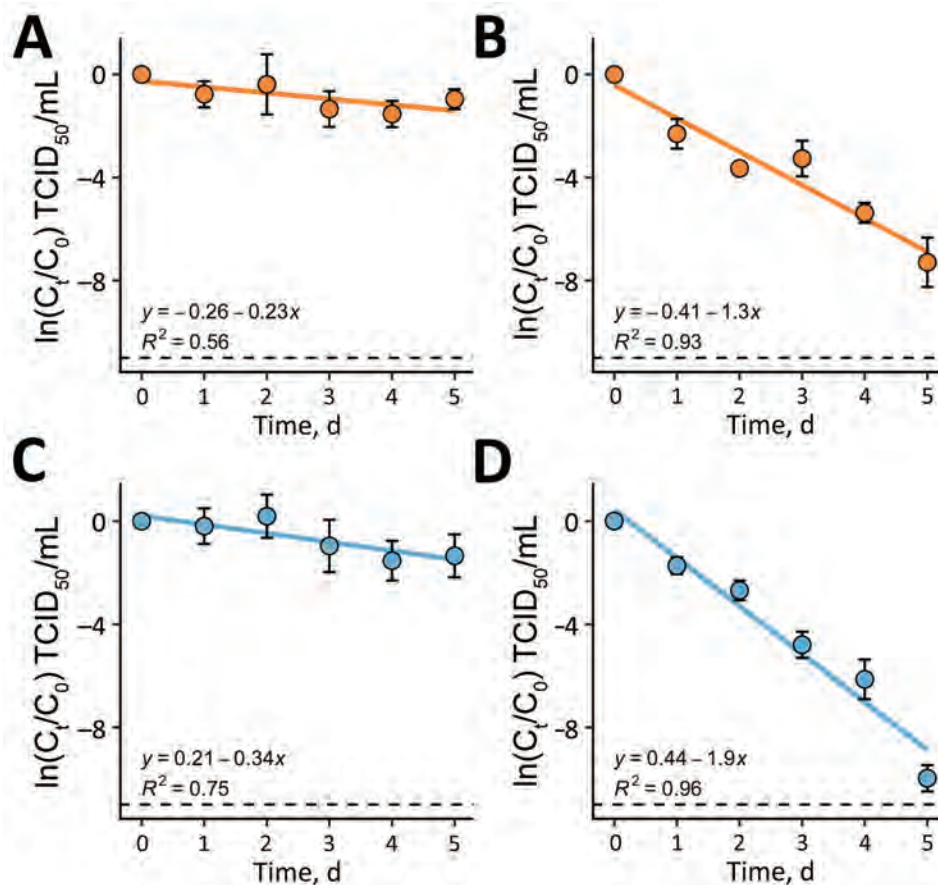 A
ln(Cₜ/C₀) TCID₅₀/mL
0
−4
−8
y = −0.26 − 0.23x
R² = 0.56
0 1 2 3 4 5
Time, d
B
ln(Cₜ/C₀) TCID₅₀/mL
0
−4
−8
y = −0.41 − 1.3x
R² = 0.93
0 1 2 3 4 5
Time, d
C
ln(Cₜ/C₀) TCID₅₀/mL
0
−4
−8
y = 0.21 − 0.34x
R² = 0.75
0 1 2 3 4 5
Time, d
D
ln(Cₜ/C₀) TCID₅₀/mL
0
−4
−8
y = 0.44 − 1.9x
R² = 0.96
0 1 2 3 4 5
Time, d